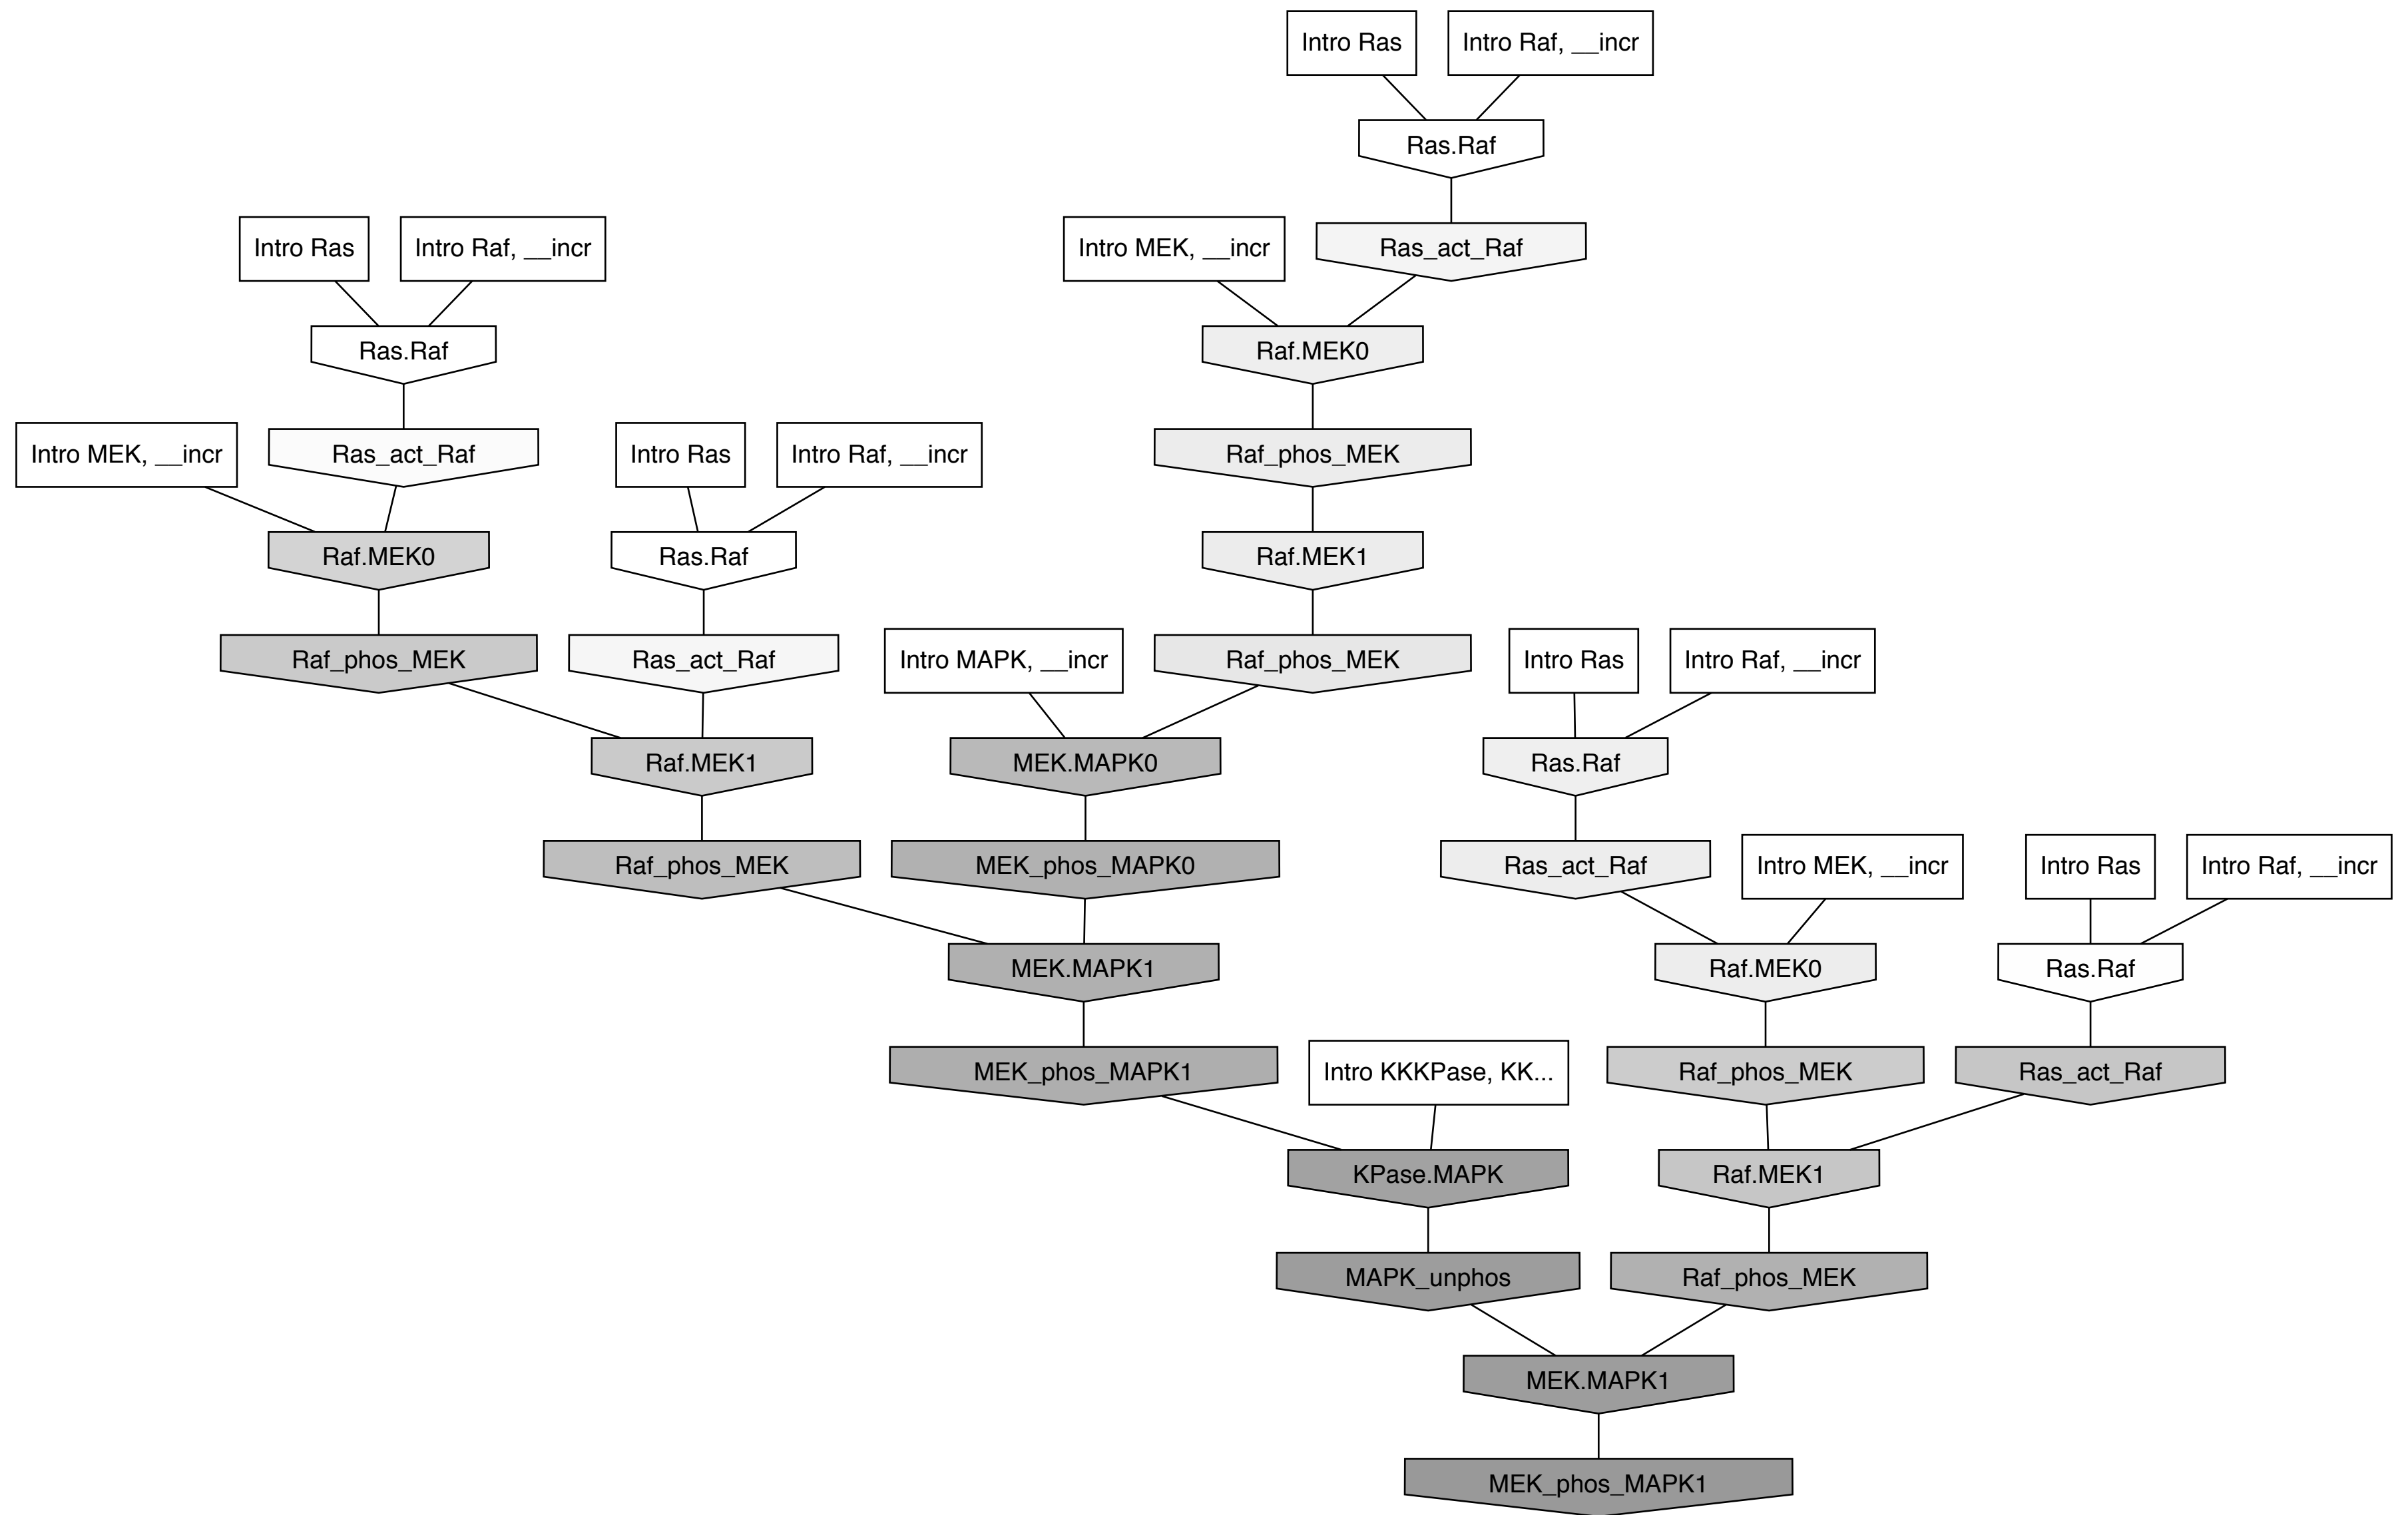 Intro Ras
Intro Raf, __incr
Ras.Raf
Intro Ras
Intro Raf, __incr
Intro MEK, __incr
Ras_act_Raf
Ras.Raf
Raf.MEK0
Intro MEK, __incr
Ras_act_Raf
Intro Ras
Intro Raf, __incr
Raf_phos_MEK
Raf.MEK0
Ras.Raf
Raf.MEK1
Raf_phos_MEK
Ras_act_Raf
Intro MAPK, __incr
Raf_phos_MEK
Intro Ras
Intro Raf, __incr
Raf.MEK1
MEK.MAPK0
Ras.Raf
Raf_phos_MEK
MEK_phos_MAPK0
Ras_act_Raf
Intro MEK, __incr
Intro Ras
Intro Raf, __incr
MEK.MAPK1
Raf.MEK0
Ras.Raf
MEK_phos_MAPK1
Intro KKKPase, KK...
Raf_phos_MEK
Ras_act_Raf
KPase.MAPK
Raf.MEK1
MAPK_unphos
Raf_phos_MEK
MEK.MAPK1
MEK_phos_MAPK1